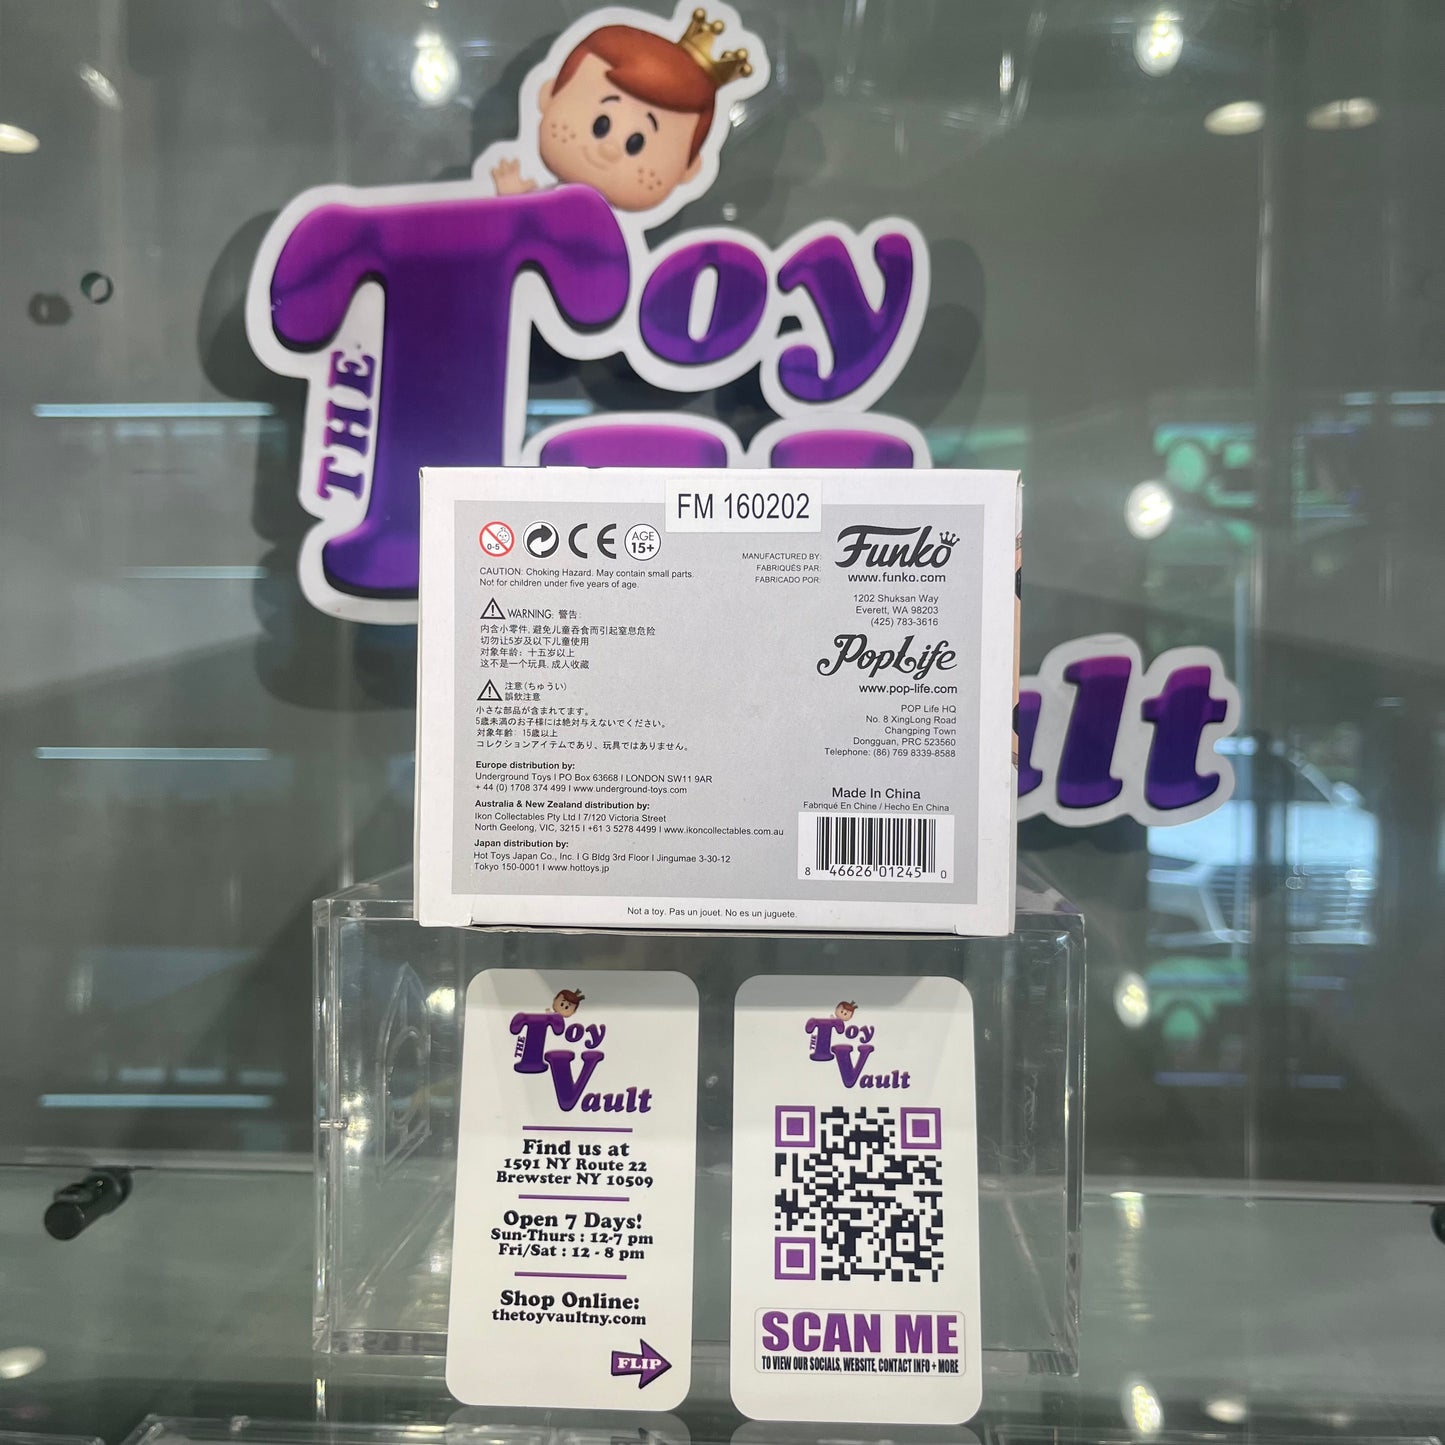 THE Toy
ult
FM 160202
0-5
CE
AGE
15+
CAUTION: Choking Hazard. May contain small parts.
Not for children under five years of age.
WARNING: 警告:
内含小零件, 避免儿童吞食而引起窒息危险
切勿让5岁及以下儿童使用
对象年龄: 十五岁以上
这不是一个玩具, 成人收藏
注意(ちゅうい)
誤飲注意
小さな部品が含まれてます。
5歳未満のお子様には絶対与えないでください。
対象年齢: 15歳以上
コレクションアイテムであり、玩具ではありません。
Europe distribution by:
Underground Toys I PO Box 63668 I LONDON SW11 9AR
+ 44 (0) 1708 374 499 I www.underground-toys.com
Australia & New Zealand distribution by:
Ikon Collectables Pty Ltd I 7/120 Victoria Street
North Geelong, VIC, 3215 I +61 3 5278 4499 I www.ikoncollectables.com.au
Japan distribution by:
Hot Toys Japan Co., Inc. I G Bldg 3rd Floor I Jingumae 3-30-12
Tokyo 150-0001 I www.hottoys.jp
MANUFACTURED BY:
FABRIQUÉS PAR:
FABRICADO POR:
Funko
www.funko.com
1202 Shuksan Way
Everett, WA 98203
(425) 783-3616
PopLife
www.pop-life.com
POP Life HQ
No. 8 XingLong Road
Changping Town
Dongguan, PRC 523560
Telephone: (86) 769 8339-8588
Made In China
Fabriqué En Chine / Hecho En China
8 46626 01245 0
Not a toy. Pas un jouet. No es un juguete.
THE Toy
Vault
Find us at
1591 NY Route 22
Brewster NY 10509
Open 7 Days!
Sun-Thurs : 12-7 pm
Fri/Sat : 12 - 8 pm
Shop Online:
thetoyvaultny.com
FLIP
THE Toy
Vault
SCAN ME
TO VIEW OUR SOCIALS, WEBSITE, CONTACT INFO + MORE